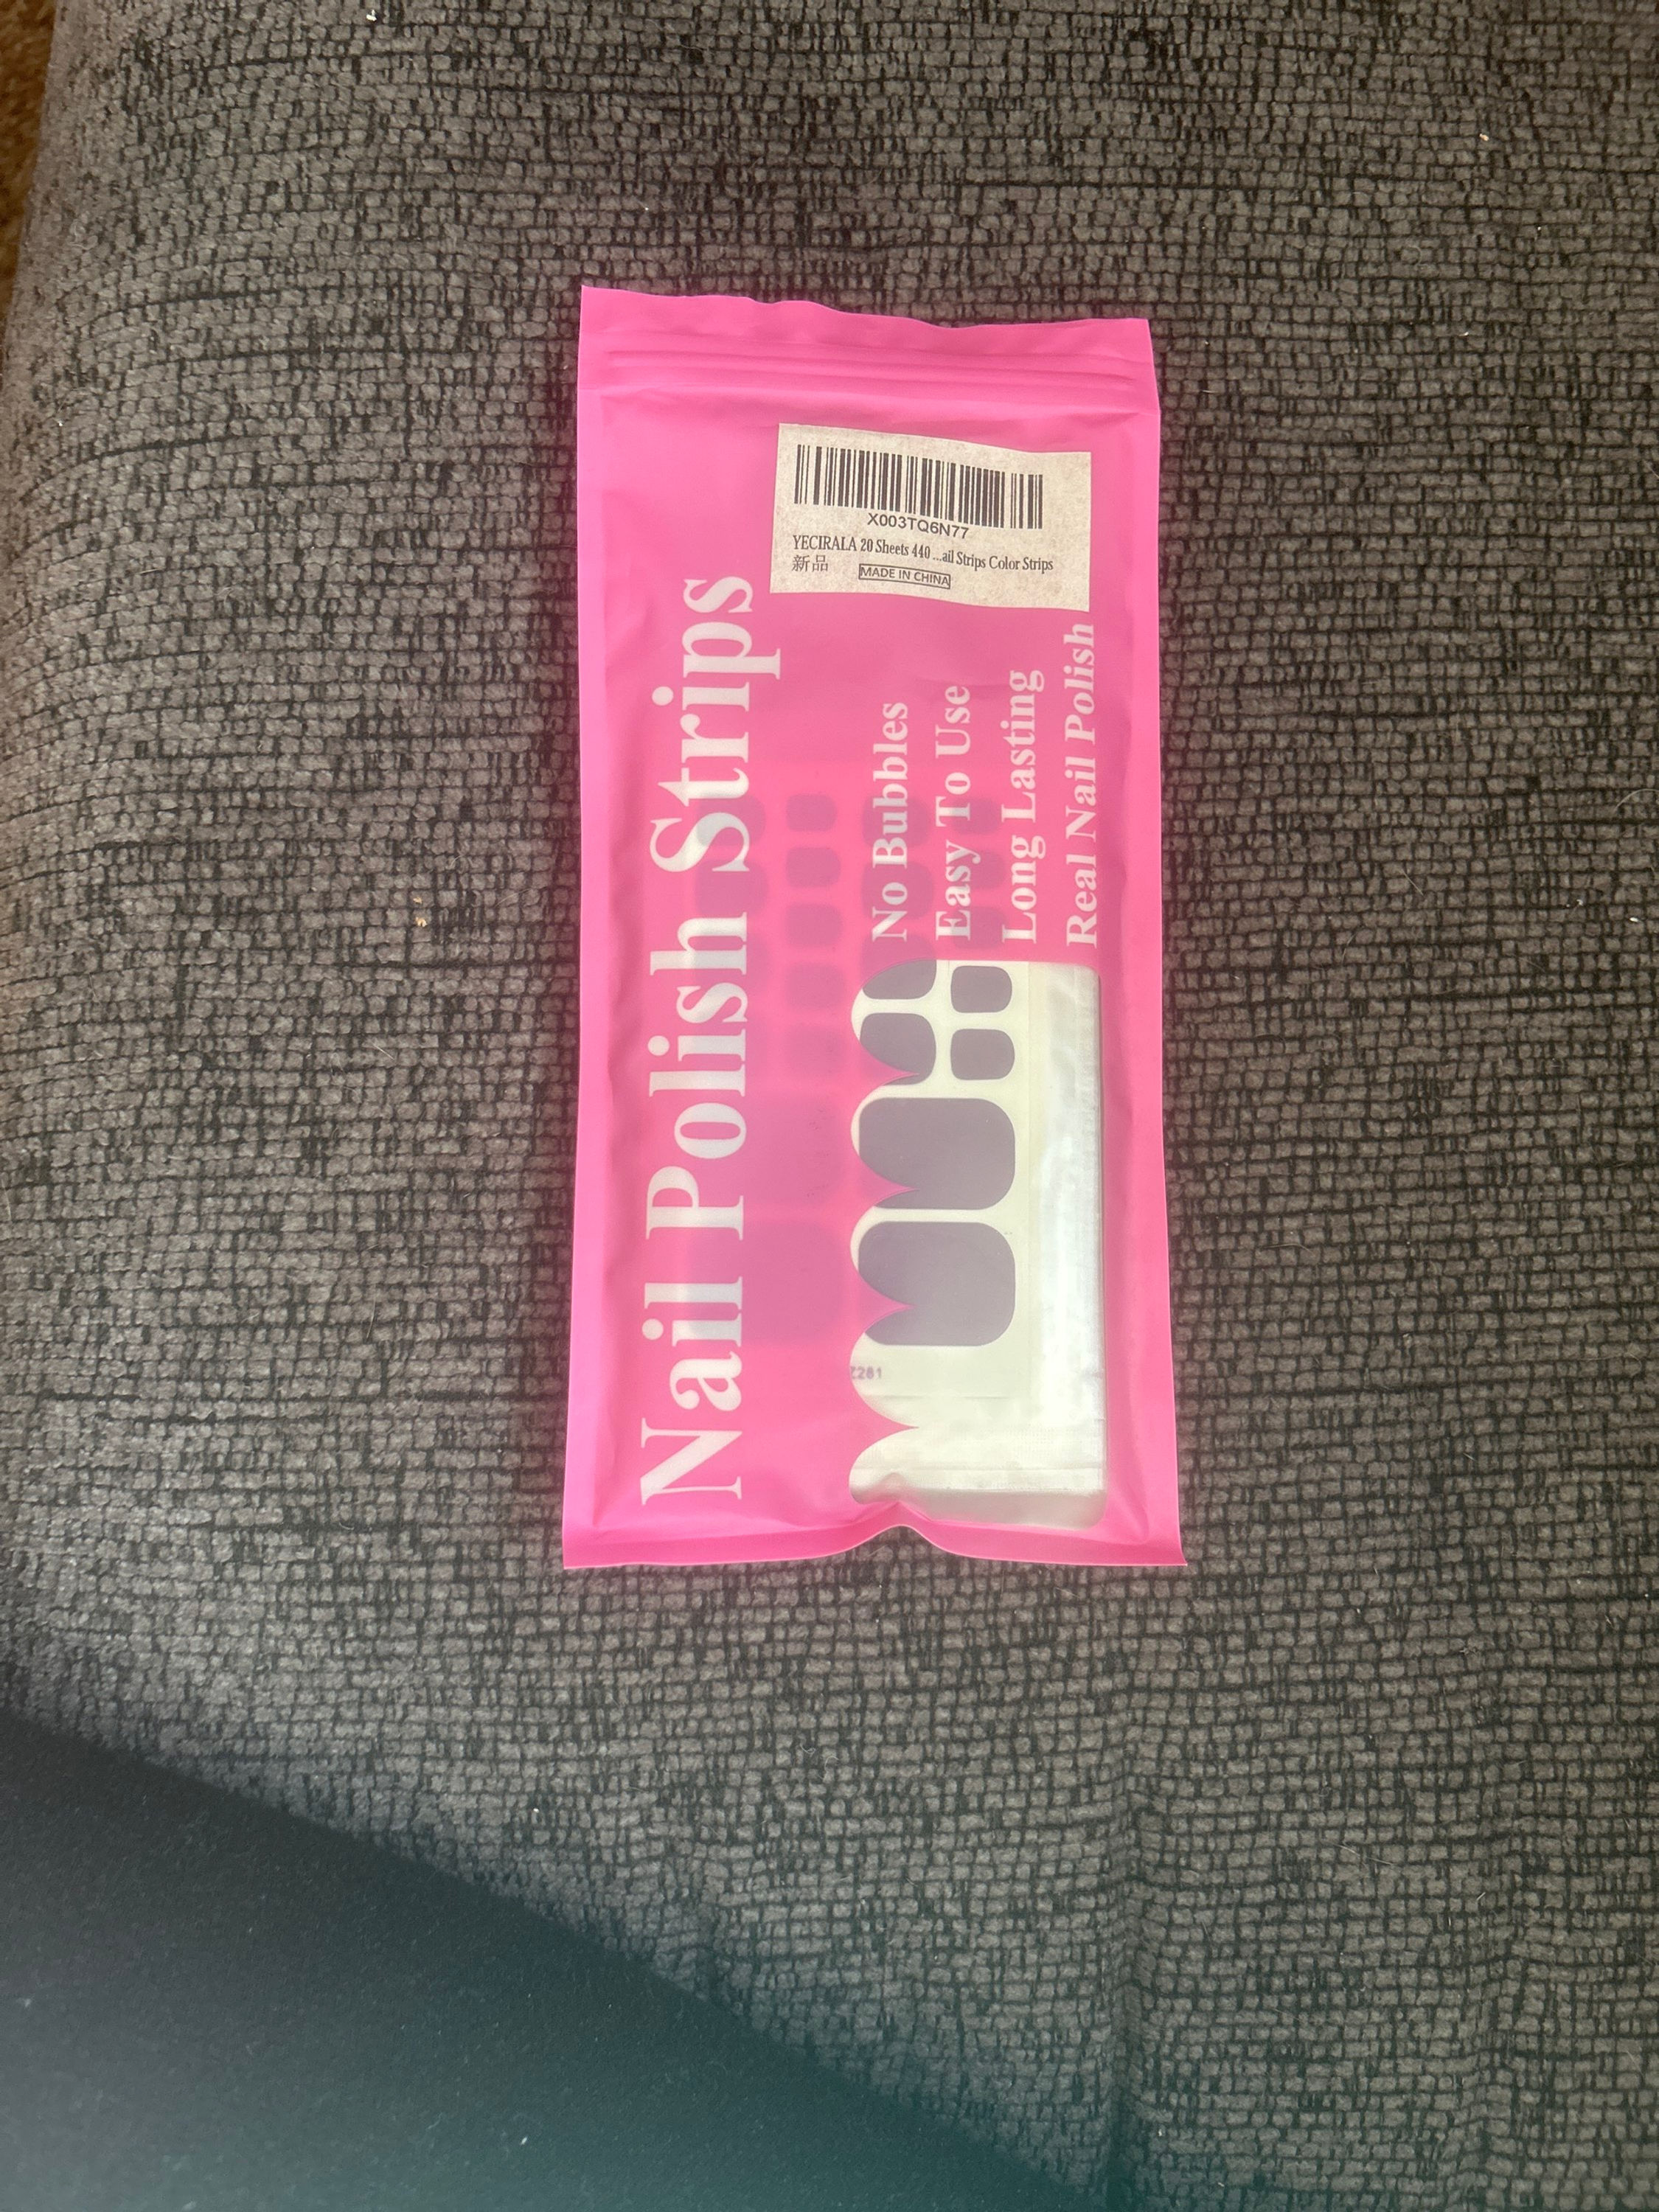 X003TQ6N77
YECIRALA 20 Sheets 440 ...ail Strips Color Strips
新品
MADE IN CHINA
Nail Polish Strips
No Bubbles
Easy To Use
Long Lasting
Real Nail Polish
Z281